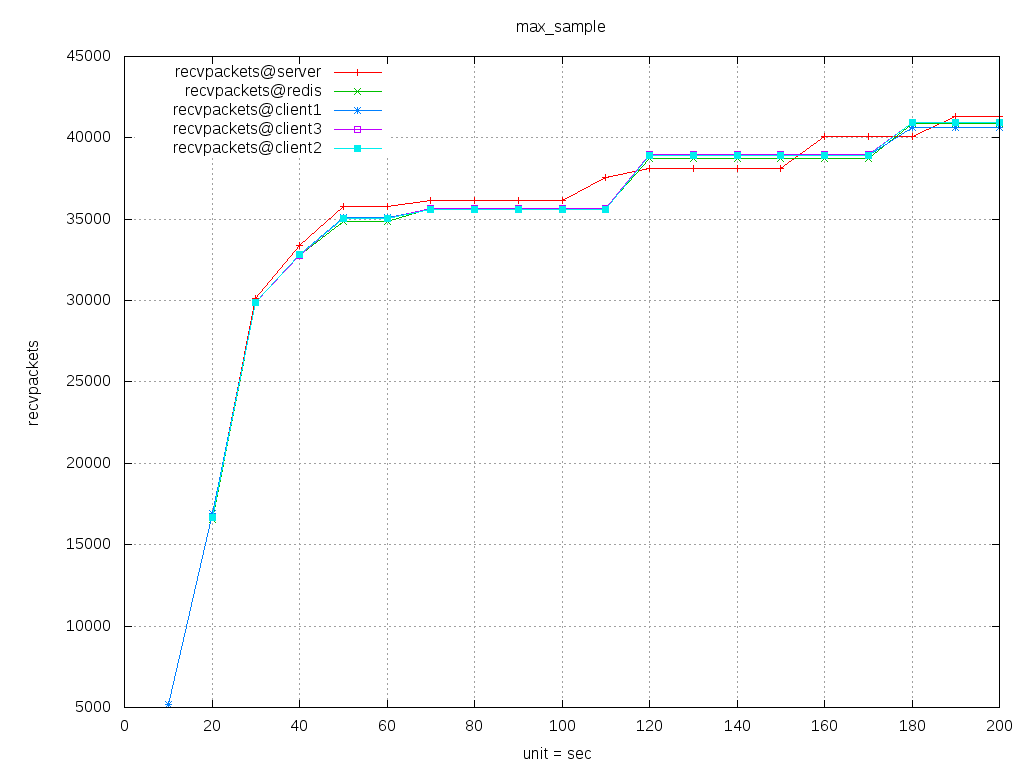 max_sample
recvpackets@server
recvpackets@redis
recvpackets@client1
recvpackets@client3
recvpackets@client2
45000
40000
35000
30000
25000
20000
15000
10000
5000
recvpackets
0 20 40 60 80 100 120 140 160 180 200
unit = sec